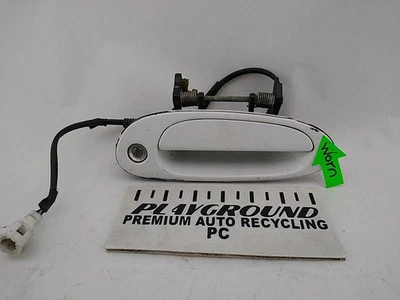 WORN
PLAYGROUND
PREMIUM AUTO RECYCLING
PC